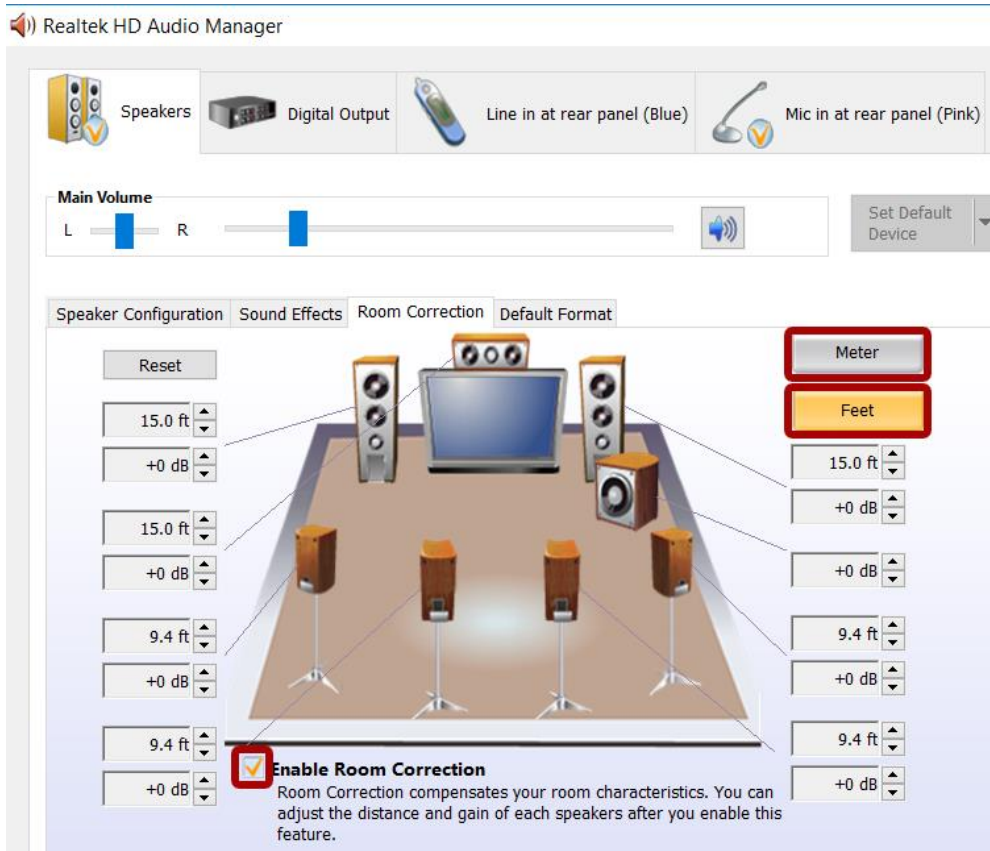 Realtek HD Audio Manager
Speakers
Digital Output
Line in at rear panel (Blue)
Mic in at rear panel (Pink)
Main Volume
L
R
Set Default
Device
Speaker Configuration
Sound Effects
Room Correction
Default Format
Reset
Meter
Feet
15.0 ft
+0 dB
15.0 ft
+0 dB
9.4 ft
+0 dB
9.4 ft
+0 dB
15.0 ft
+0 dB
+0 dB
9.4 ft
+0 dB
9.4 ft
+0 dB
Enable Room Correction
Room Correction compensates your room characteristics. You can
adjust the distance and gain of each speakers after you enable this
feature.